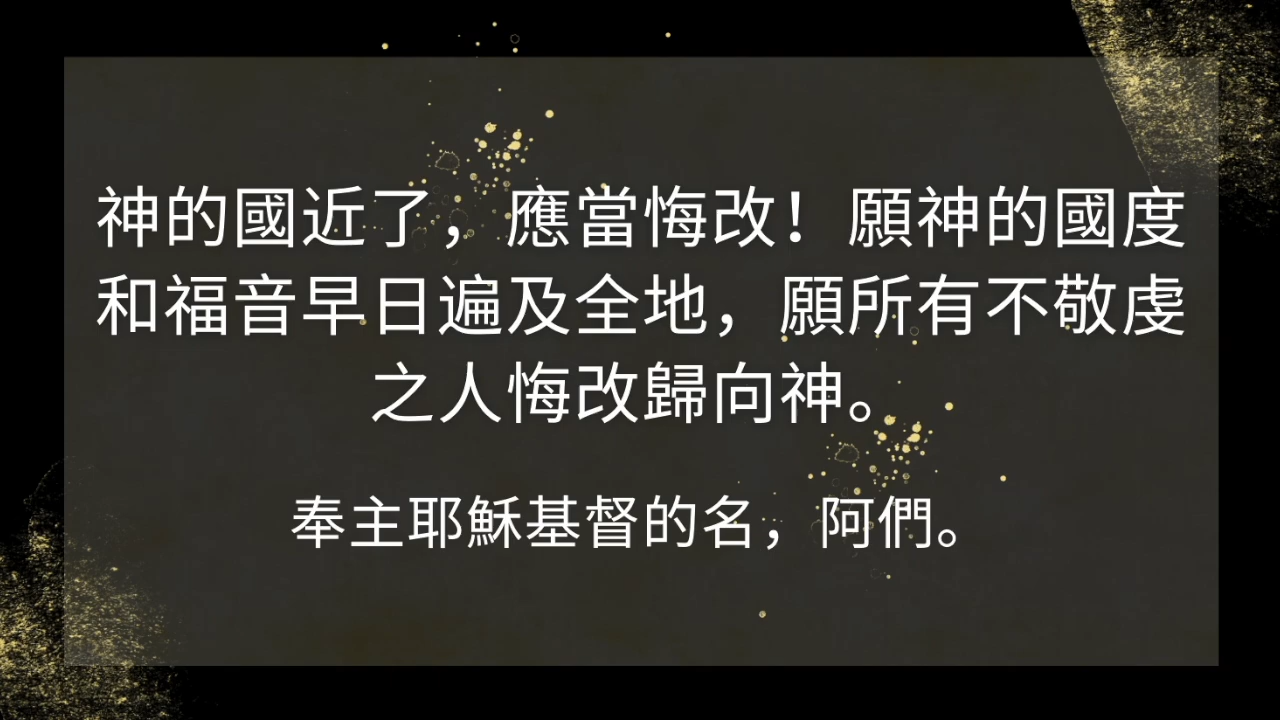 神的國近了，應當悔改！願神的國度
和福音早日遍及全地，願所有不敬虔
之人悔改歸向神。
奉主耶穌基督的名，阿們。